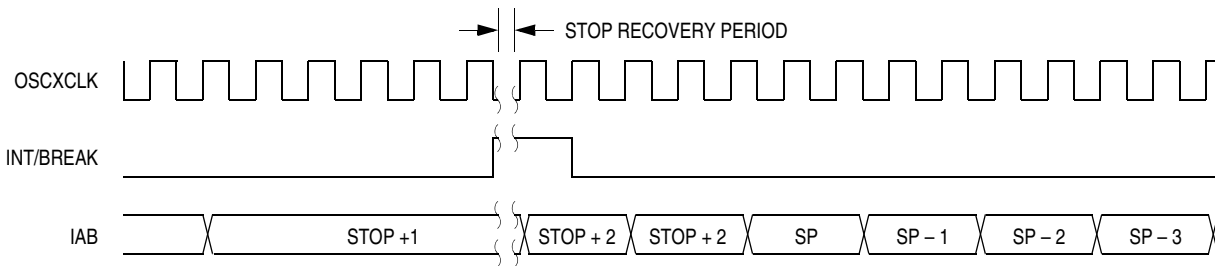 STOP RECOVERY PERIOD
OSCXCLK
INT/BREAK
IAB STOP +1 STOP + 2 STOP + 2 SP SP – 1 SP – 2 SP – 3